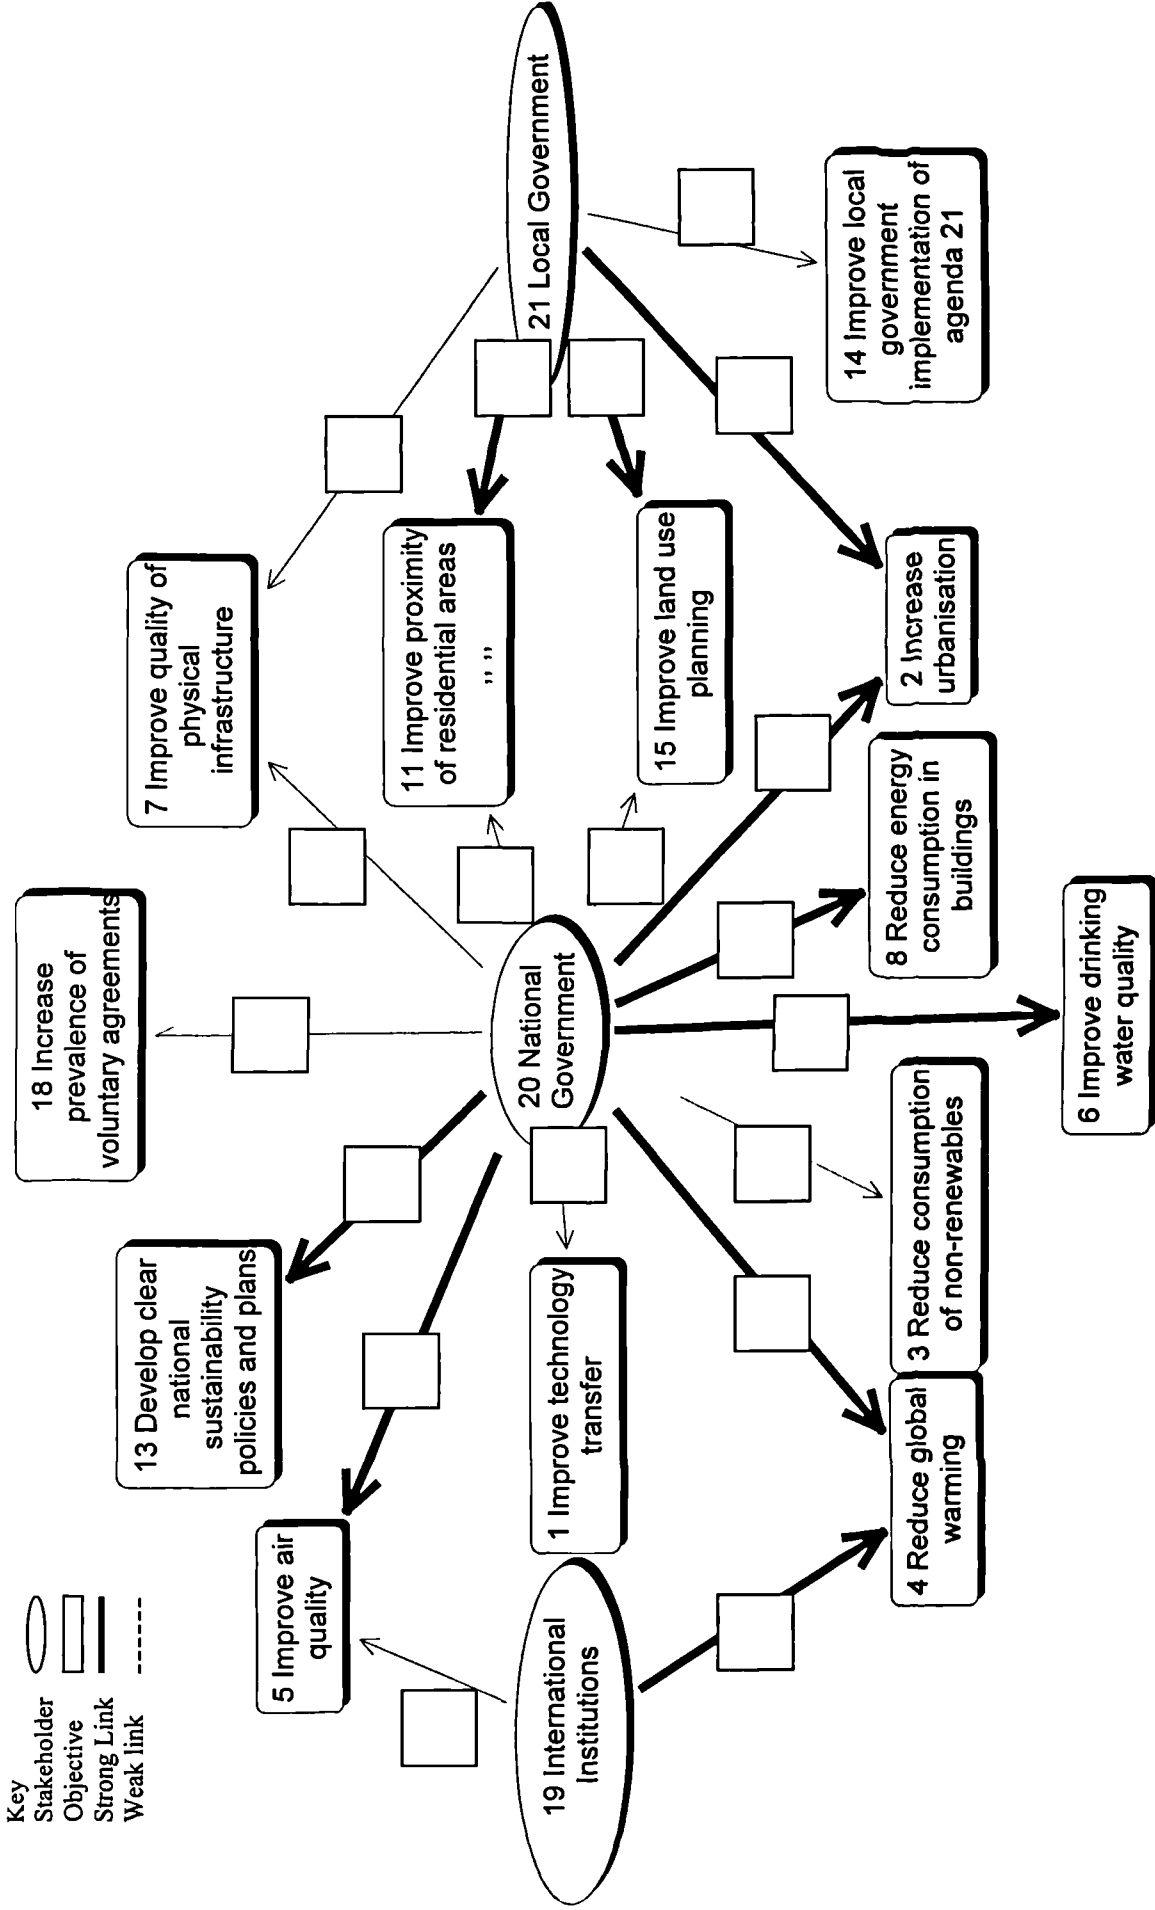 Key
Stakeholder
Objective
Strong Link
Weak link
5 Improve air
quality
13 Develop clear
national
sustainability
policies and plans
18 Increase
prevalence of
voluntary agreements
7 Improve quality of
physical
infrastructure
19 International
Institutions
1 Improve technology
transfer
20 National
Government
11 Improve proximity
of residential areas
,, ,,
15 Improve land use
planning
21 Local Government
4 Reduce global
warming
3 Reduce consumption
of non-renewables
6 Improve drinking
water quality
8 Reduce energy
consumption in
buildings
2 Increase
urbanisation
14 Improve local
government
implementation of
agenda 21